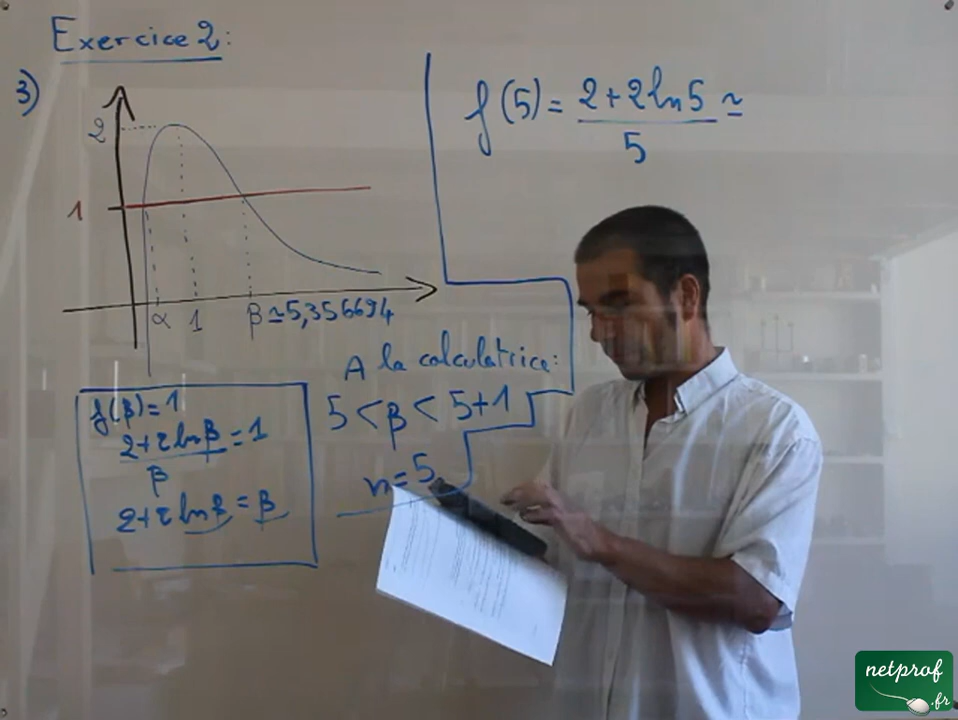 Exercice 2:
3)
2
1
α 1 β ≃ 5,356694
f(β) = 1
2+2lnβ = 1
β
2+2lnβ = β
A la calculatrice:
5 < β < 5+1
n = 5
f(5) = 2+2ln5 ≃
5
netprof
.fr